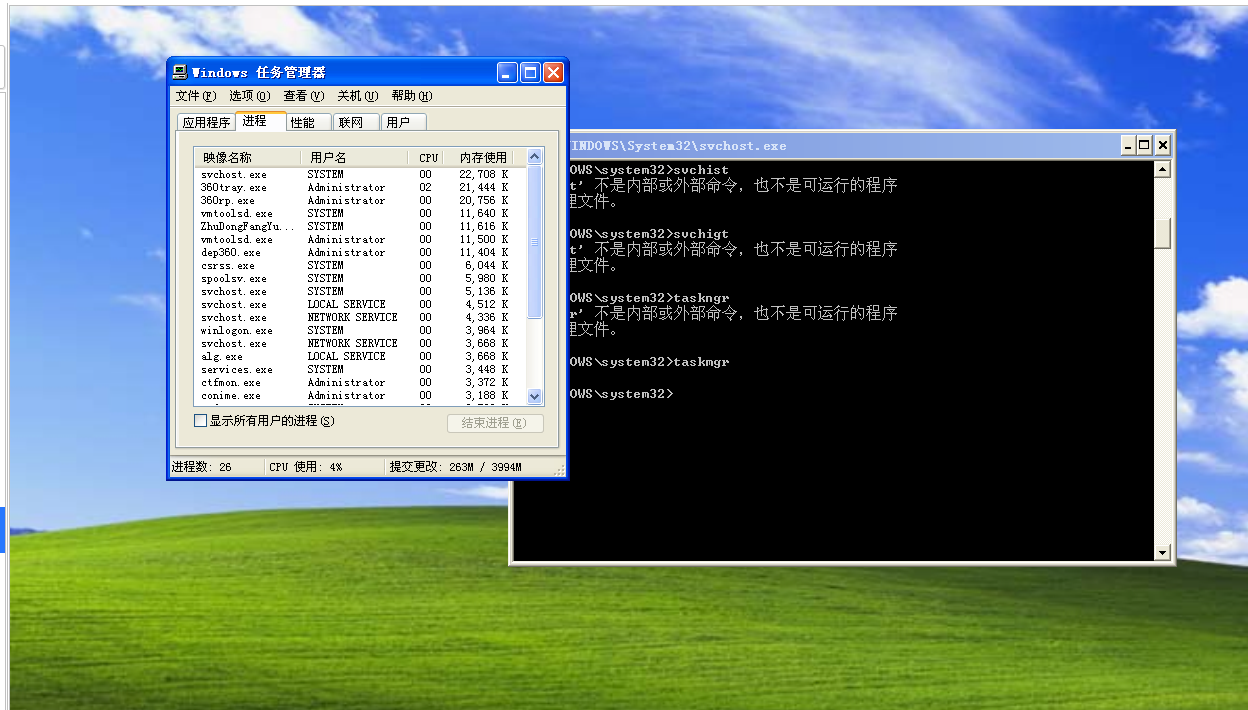 Windows 任务管理器
文件(F) 选项(O) 查看(V) 关机(U) 帮助(H)
应用程序 进程 性能 联网 用户
映像名称 用户名 CPU 内存使用
svchost.exe SYSTEM 00 22,708 K
360tray.exe Administrator 02 21,444 K
360rp.exe Administrator 00 20,756 K
vmtoolsd.exe SYSTEM 00 11,640 K
ZhuDongFangYu... SYSTEM 00 11,616 K
vmtoolsd.exe Administrator 00 11,500 K
dep360.exe Administrator 00 11,404 K
csrss.exe SYSTEM 00 6,044 K
spoolsv.exe SYSTEM 00 5,980 K
svchost.exe SYSTEM 00 5,136 K
svchost.exe LOCAL SERVICE 00 4,512 K
svchost.exe NETWORK SERVICE 00 4,336 K
winlogon.exe SYSTEM 00 3,964 K
svchost.exe NETWORK SERVICE 00 3,668 K
alg.exe LOCAL SERVICE 00 3,668 K
services.exe SYSTEM 00 3,448 K
ctfmon.exe Administrator 00 3,372 K
conime.exe Administrator 00 3,188 K
显示所有用户的进程(S)
结束进程(E)
进程数: 26 CPU 使用: 4% 提交更改: 263M / 3994M
INDOWS\System32\svchost.exe
OWS\system32>svchist
t' 不是内部或外部命令，也不是可运行的程序
理文件。
OWS\system32>svchigt
t' 不是内部或外部命令，也不是可运行的程序
理文件。
OWS\system32>taskngr
r' 不是内部或外部命令，也不是可运行的程序
理文件。
OWS\system32>taskmgr
OWS\system32>